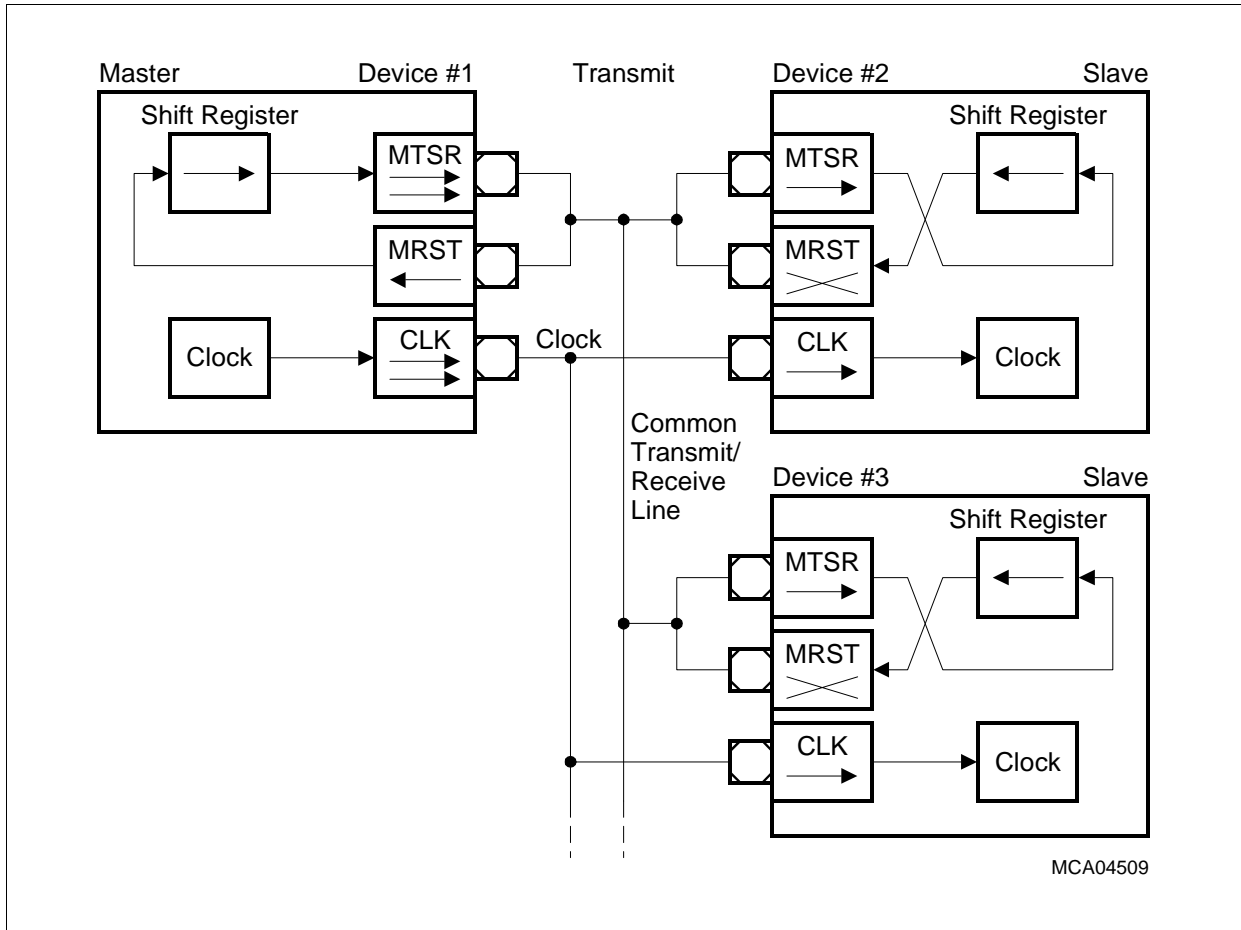 Master Device #1
Shift Register
MTSR
MRST
Clock
CLK
Transmit
Clock
Common
Transmit/
Receive
Line
Device #2 Slave
Shift Register
MTSR
MRST
CLK
Clock
Device #3 Slave
Shift Register
MTSR
MRST
CLK
Clock
MCA04509